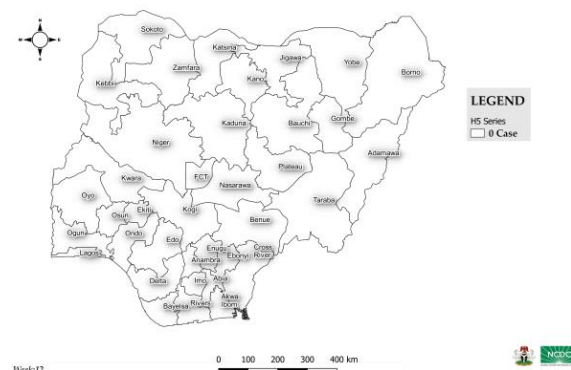 N
W E
S
Sokoto
Katsina
Jigawa
Yobe
Borno
Zamfara
Kebbi
Kano
LEGEND
H5 Series
0 Case
Kaduna
Bauchi
Gombe
Adamawa
Niger
Plateau
FCT
Nasarawa
Kwara
Taraba
Oyo
Osun
Ekiti
Kogi
Benue
Ogun
Ondo
Edo
Lagos
Enugu
Ebonyi
Cross
River
Anambra
Delta
Imo
Abia
Akwa
Ibom
Bayelsa
Rivers
0 100 200 300 400 km
NCDC